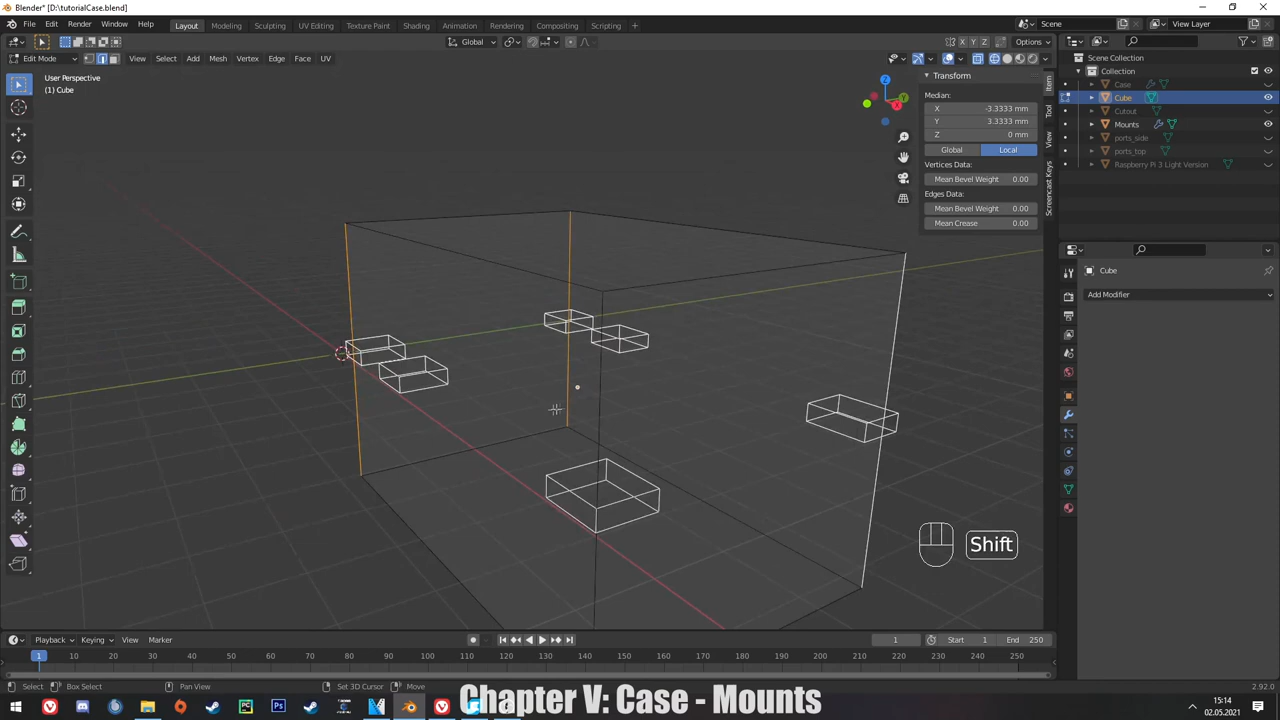 Blender* [D:\tutorialCase.blend]
File Edit Render Window Help Layout Modeling Sculpting UV Editing Texture Paint Shading Animation Rendering Compositing Scripting + Scene View Layer
Global X Y Z Options
Edit Mode View Select Add Mesh Vertex Edge Face UV
User Perspective
(1) Cube
Transform
Median:
X -3.3333 mm
Y 3.3333 mm
Z 0 mm
Global Local
Vertices Data:
Mean Bevel Weight 0.00
Edges Data:
Mean Bevel Weight 0.00
Mean Crease 0.00
Item
Tool
View
Screencast Keys
Z
Y
X
Scene Collection
Collection
Case
Cube
Cutout
Mounts
ports_side
ports_top
Raspberry Pi 3 Light Version
Cube
Add Modifier
Shift
Playback Keying View Marker 1 Start 1 End 250
1 10 20 30 40 50 60 70 80 90 100 110 120 130 140 150 160 170 180 190 200 210 220 230 240 250
Select Box Select Pan View Set 3D Cursor Move 2.92.0
Chapter V: Case - Mounts
15:14
02.05.2021